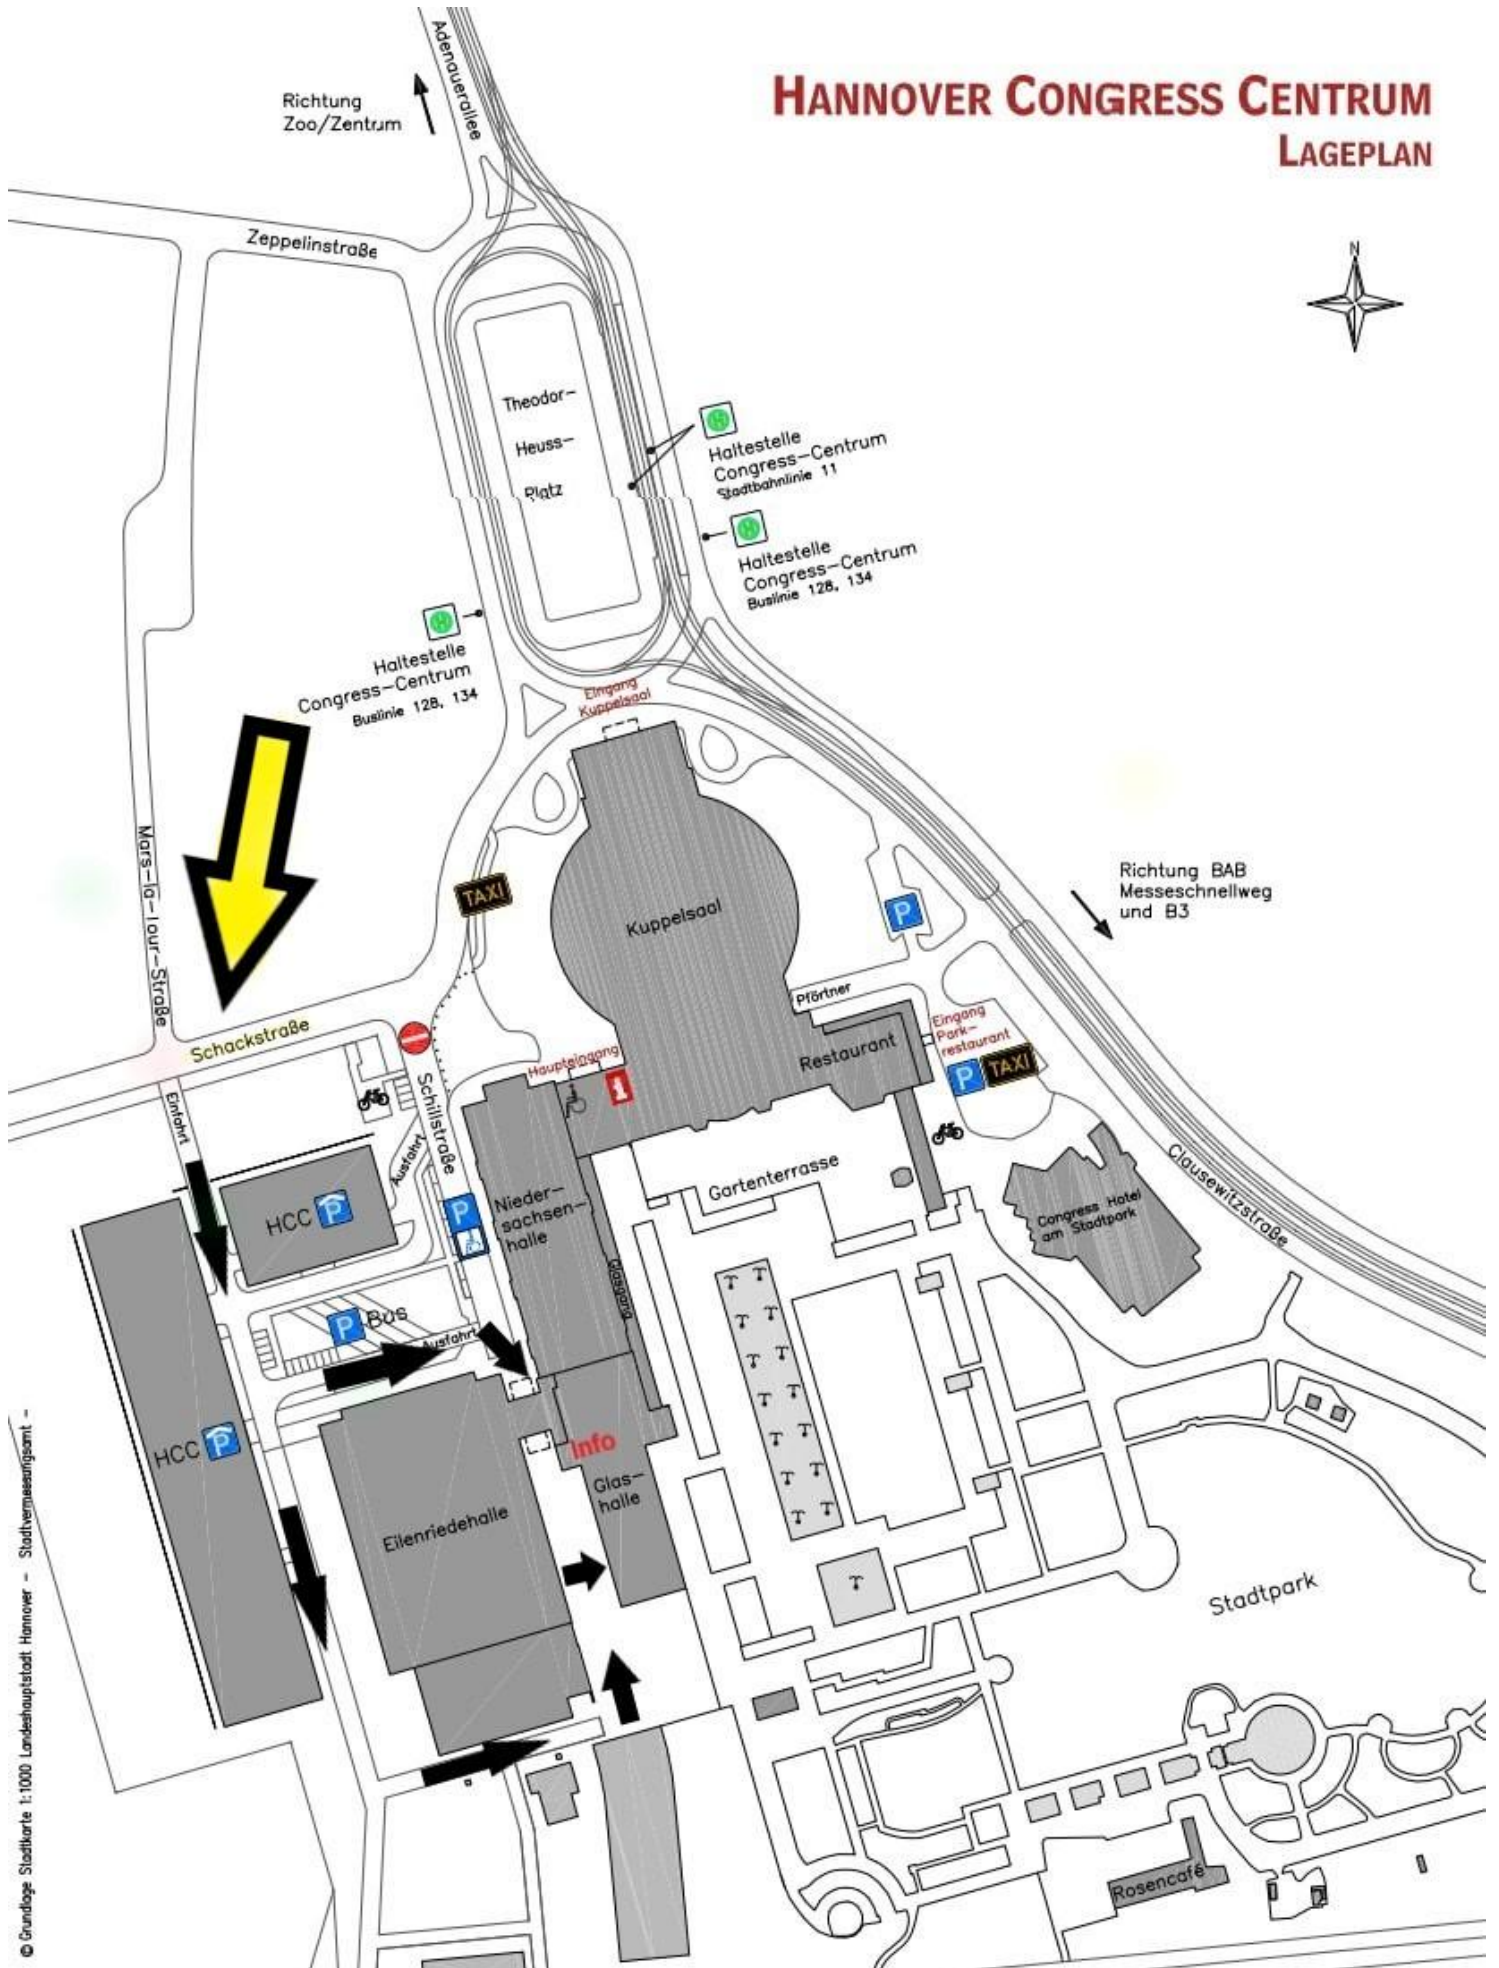 HANNOVER CONGRESS CENTRUM
LAGEPLAN
Adenauerallee
Richtung
Zoo/Zentrum
Zeppelinstraße
N
Theodor-
Heuss-
Platz
H
Haltestelle
Congress-Centrum
Stadtbahnlinie 11
H
Haltestelle
Congress-Centrum
Buslinie 128, 134
H
Haltestelle
Congress-Centrum
Buslinie 128, 134
Eingang
Kuppelsaal
Mars-la-Tour-Straße
TAXI
Kuppelsaal
P
Richtung BAB
Messeschnellweg
und B3
Pförtner
Schackstraße
Eingang
Park-
restaurant
Restaurant
P
TAXI
Haupteingang
i
Einfahrt
Schillstraße
Ausfahrt
HCC P
P
Nieder-
sachsen-
halle
Gartenterrasse
Congress Hotel
am Stadtpark
Clausewitzstraße
Glasgang
P Bus
Ausfahrt
HCC P
Info
Glas-
halle
Eilenriedehalle
Stadtpark
Rosencafé
© Grundlage Stadtkarte 1:1000 Landeshauptstadt Hannover - Stadtvermessungsamt -